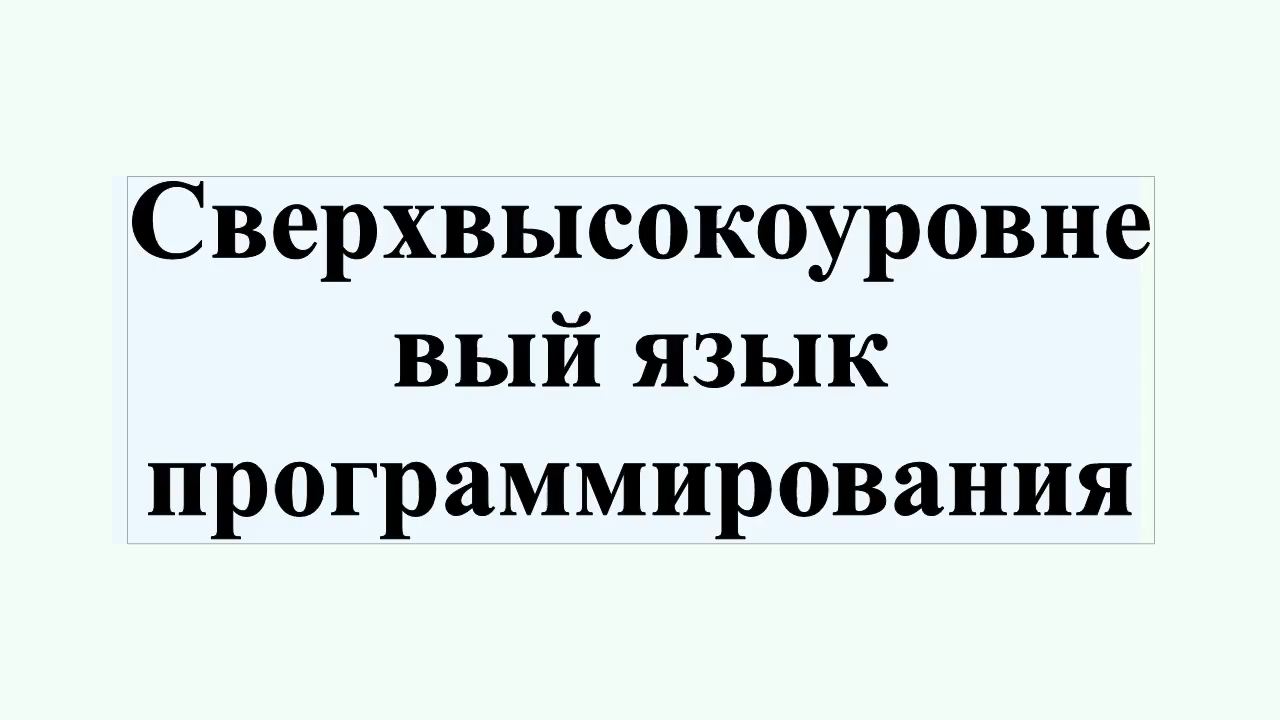 Сверхвысокоуровне
вый язык
программирования